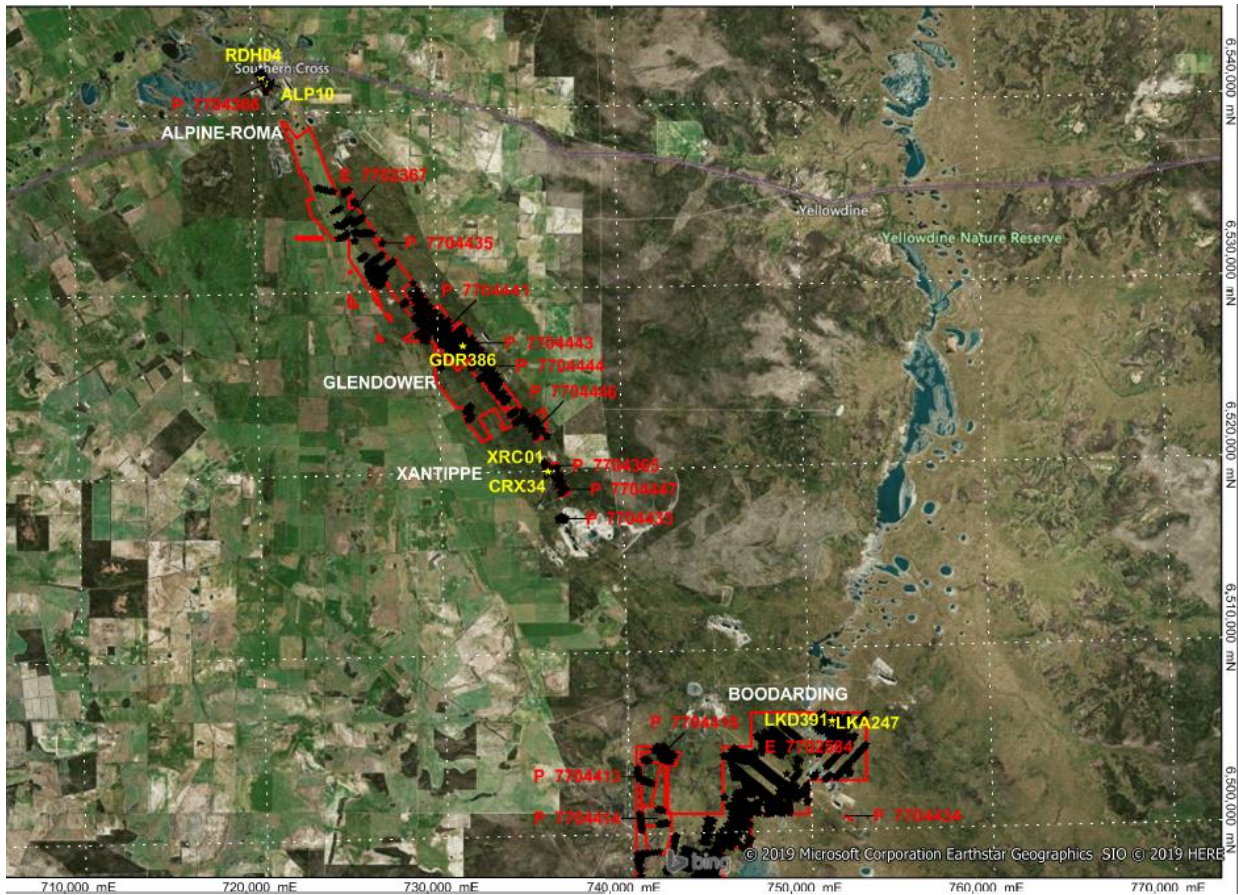 RDH04
Southern Cross
ALP10
P 7704366
ALPINE-ROMA
E 7702367
Yellowdine
P 7704435
Yellowdine Nature Reserve
P 7704441
P 7704443
GDR386
P 7704444
GLENDOWER
P 7704446
XRC01
P 7704365
XANTIPPE
CRX34
P 7704447
P 7704433
BOODARDING
P 7704416
LKD391
LKA247
E 7702584
P 7704413
P 7704414
P 7704434
bing
© 2019 Microsoft Corporation Earthstar Geographics SIO © 2019 HERE
6,540,000 mN
6,530,000 mN
6,520,000 mN
6,510,000 mN
6,500,000 mN
710,000 mE
720,000 mE
730,000 mE
740,000 mE
750,000 mE
760,000 mE
770,000 mE